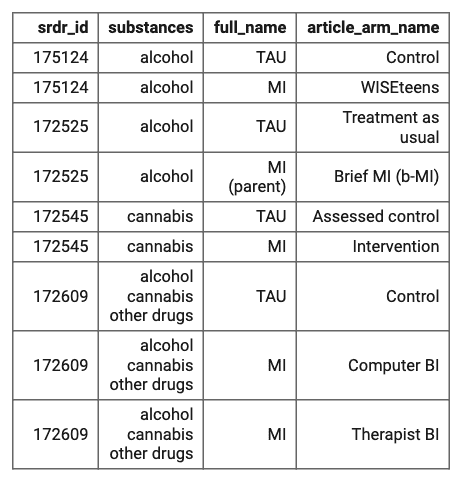 srdr_id substances full_name article_arm_name
175124 alcohol TAU Control
175124 alcohol MI WISEteens
172525 alcohol TAU Treatment as
usual
172525 alcohol MI
(parent) Brief MI (b-MI)
172545 cannabis TAU Assessed control
172545 cannabis MI Intervention
172609 alcohol
cannabis
other drugs TAU Control
172609 alcohol
cannabis
other drugs MI Computer BI
172609 alcohol
cannabis
other drugs MI Therapist BI